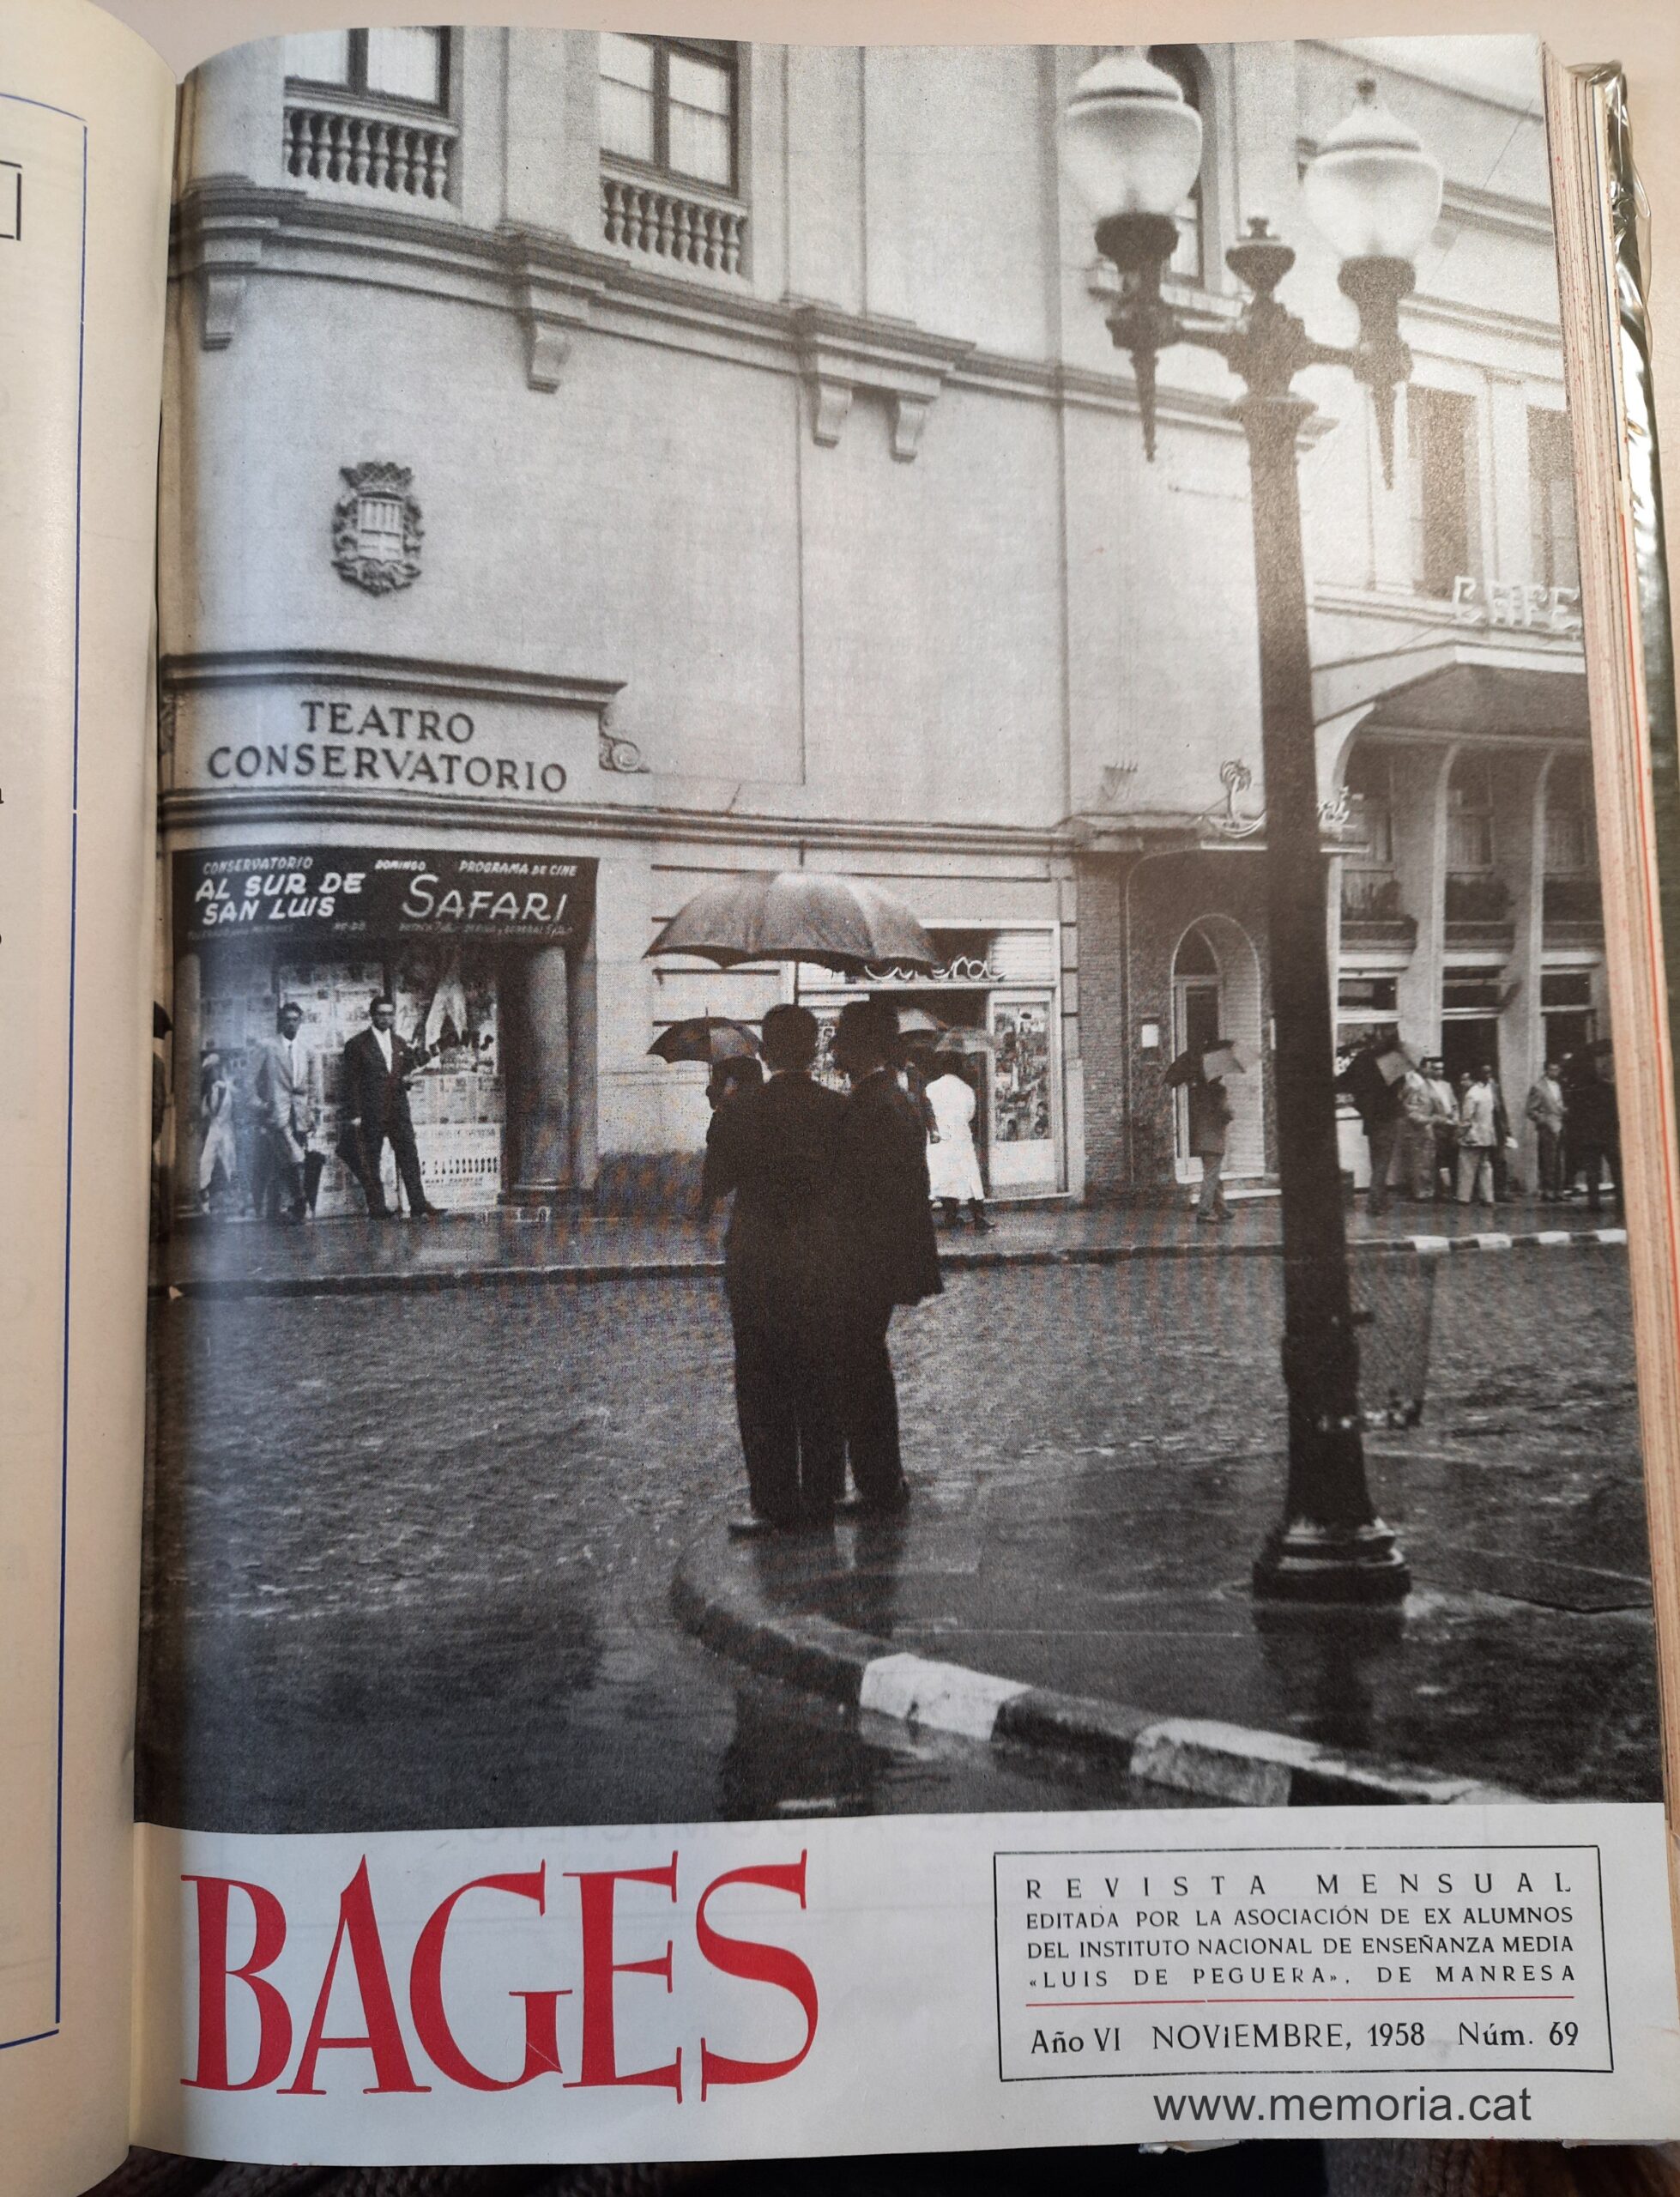 CAFE
TEATRO
CONSERVATORIO
CONSERVATORIO DOMINGO PROGRAMA DE CINE
AL SUR DE
SAN LUIS
SAFARI
BAGES
REVISTA MENSUAL
EDITADA POR LA ASOCIACIÓN DE EX ALUMNOS
DEL INSTITUTO NACIONAL DE ENSEÑANZA MEDIA
«LUIS DE PEGUERA», DE MANRESA
Año VI NOViEMBRE, 1958 Núm. 69
www.memoria.cat